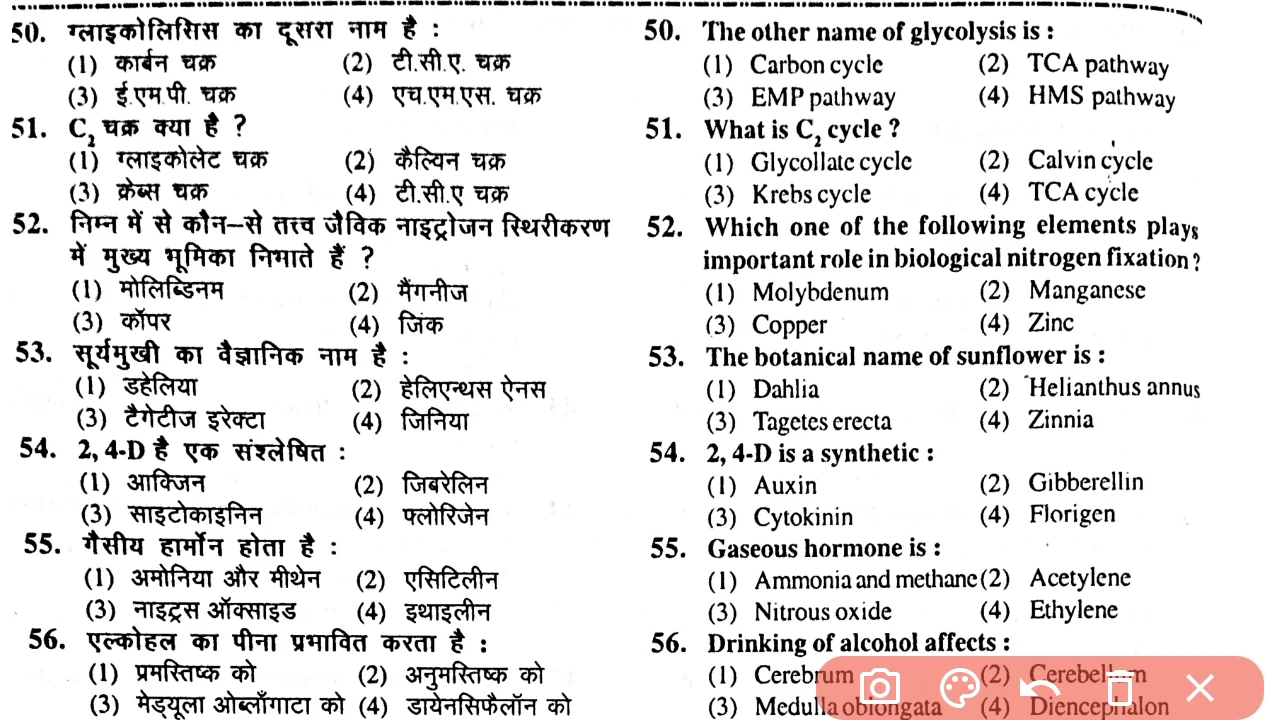 50. ग्लाइकोलिसिस का दूसरा नाम है :
(1) कार्बन चक्र (2) टी.सी.ए. चक्र
(3) ई.एम.पी. चक्र (4) एच.एम.एस. चक्र
51. C₂ चक्र क्या है ?
(1) ग्लाइकोलेट चक्र (2) कैल्विन चक्र
(3) क्रेब्स चक्र (4) टी.सी.ए चक्र
52. निम्न में से कौन–से तत्त्व जैविक नाइट्रोजन स्थिरीकरण
में मुख्य भूमिका निभाते हैं ?
(1) मोलिब्डिनम (2) मैंगनीज
(3) कॉपर (4) जिंक
53. सूर्यमुखी का वैज्ञानिक नाम है :
(1) डहेलिया (2) हेलिएन्थस ऐनस
(3) टैगेटीज इरेक्टा (4) जिनिया
54. 2, 4-D है एक संश्लेषित :
(1) आक्जिन (2) जिबरेलिन
(3) साइटोकाइनिन (4) फ्लोरिजेन
55. गैसीय हार्मोन होता है :
(1) अमोनिया और मीथेन (2) एसिटिलीन
(3) नाइट्रस ऑक्साइड (4) इथाइलीन
56. एल्कोहल का पीना प्रभावित करता है :
(1) प्रमस्तिष्क को (2) अनुमस्तिष्क को
(3) मेड्यूला ओब्लाँगाटा को (4) डायेनसिफैलॉन को
50. The other name of glycolysis is :
(1) Carbon cycle (2) TCA pathway
(3) EMP pathway (4) HMS pathway
51. What is C₂ cycle ?
(1) Glycollate cycle (2) Calvin cycle
(3) Krebs cycle (4) TCA cycle
52. Which one of the following elements plays
important role in biological nitrogen fixation ?
(1) Molybdenum (2) Manganese
(3) Copper (4) Zinc
53. The botanical name of sunflower is :
(1) Dahlia (2) Helianthus annus
(3) Tagetes erecta (4) Zinnia
54. 2, 4-D is a synthetic :
(1) Auxin (2) Gibberellin
(3) Cytokinin (4) Florigen
55. Gaseous hormone is :
(1) Ammonia and methane (2) Acetylene
(3) Nitrous oxide (4) Ethylene
56. Drinking of alcohol affects :
(1) Cerebrum (2) Cerebellum
(3) Medulla oblongata (4) Diencephalon